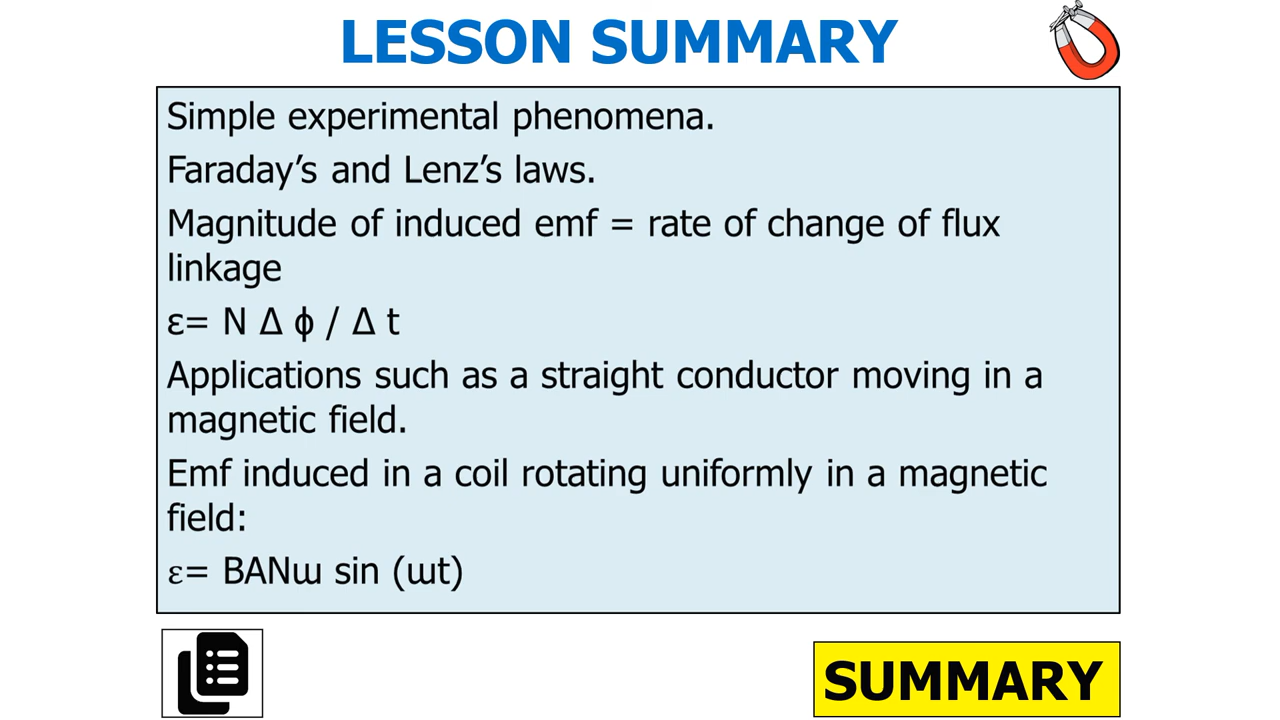 LESSON SUMMARY
Simple experimental phenomena.
Faraday’s and Lenz’s laws.
Magnitude of induced emf = rate of change of flux
linkage
ε= N Δ ϕ / Δ t
Applications such as a straight conductor moving in a
magnetic field.
Emf induced in a coil rotating uniformly in a magnetic
field:
ε= BANɯ sin (ɯt)
SUMMARY